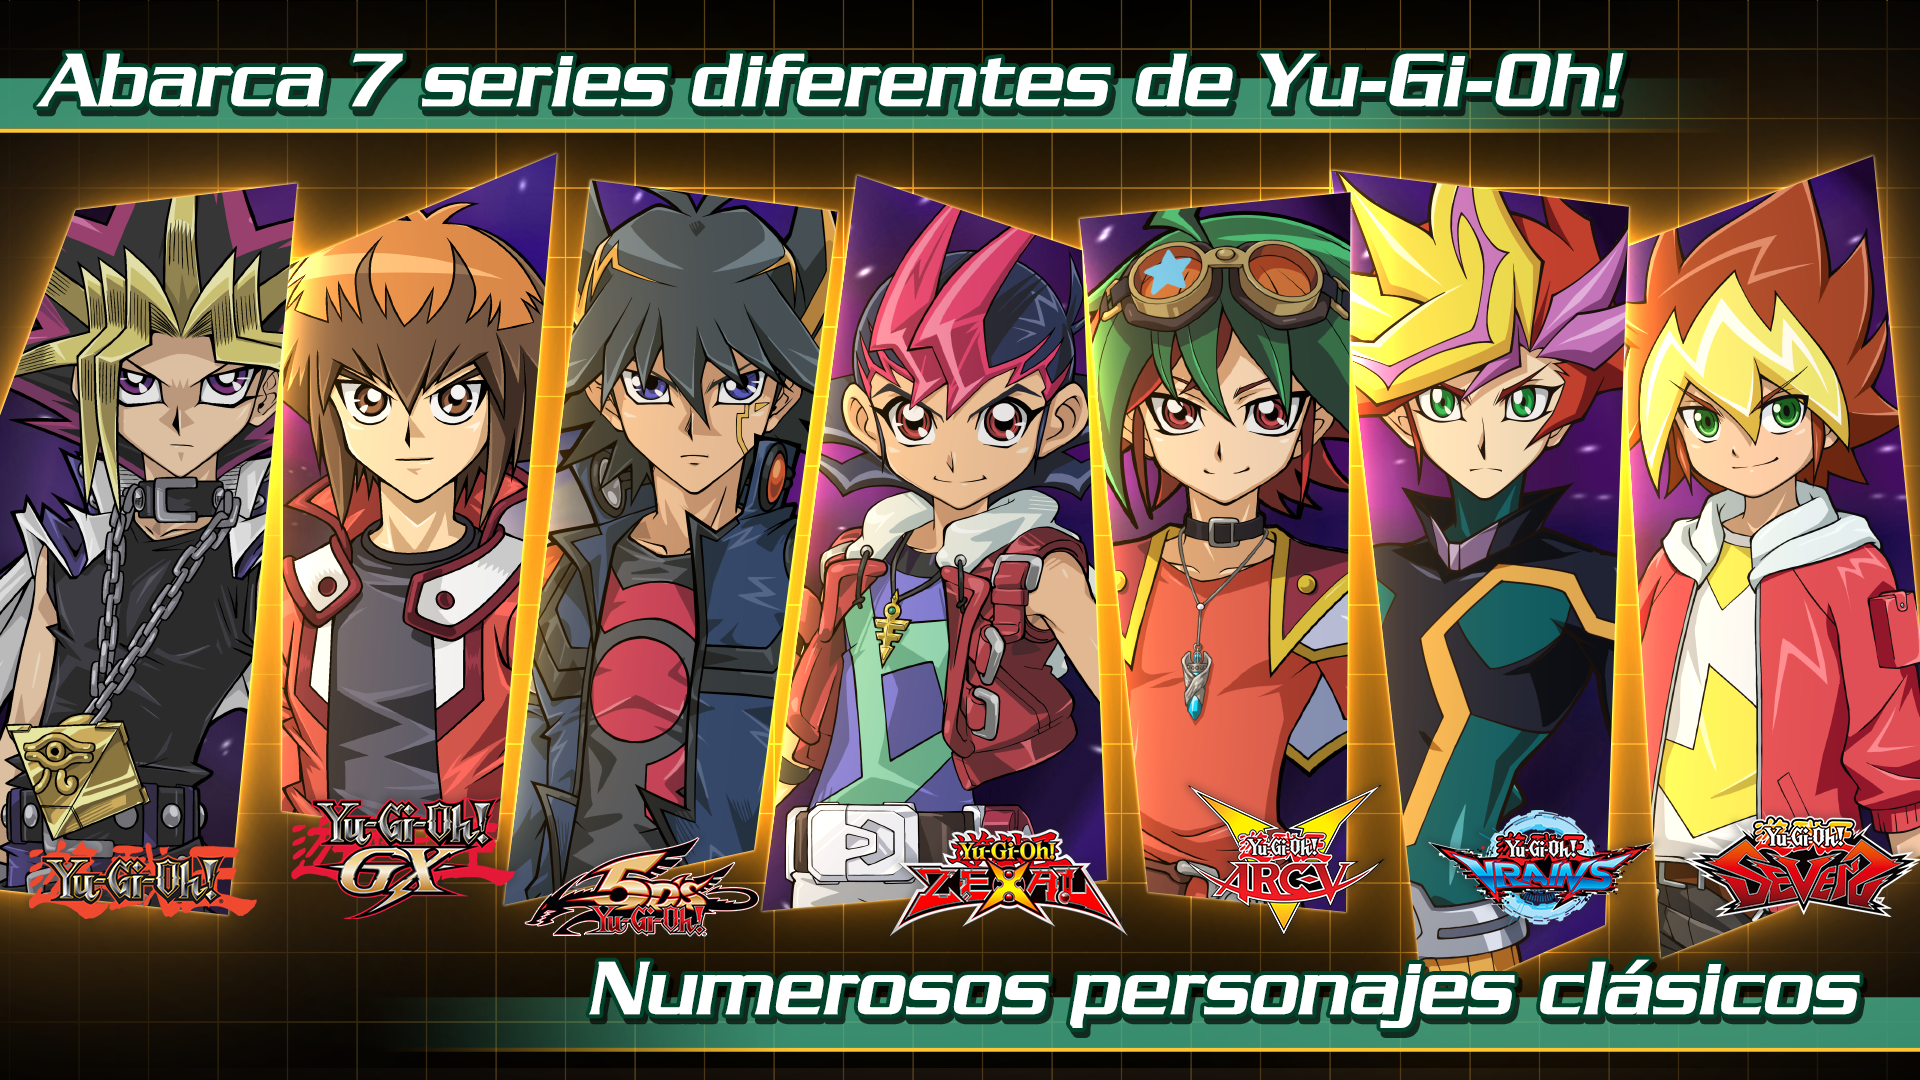 Abarca 7 series diferentes de Yu-Gi-Oh!
Yu-Gi-Oh!
Yu-Gi-Oh!
GX
5D's
Yu-Gi-Oh!
Yu-Gi-Oh!
ZEXAL
Yu-Gi-Oh!
ARC-V
Yu-Gi-Oh!
VRAINS
Yu-Gi-Oh!
SEVENS
Numerosos personajes clásicos